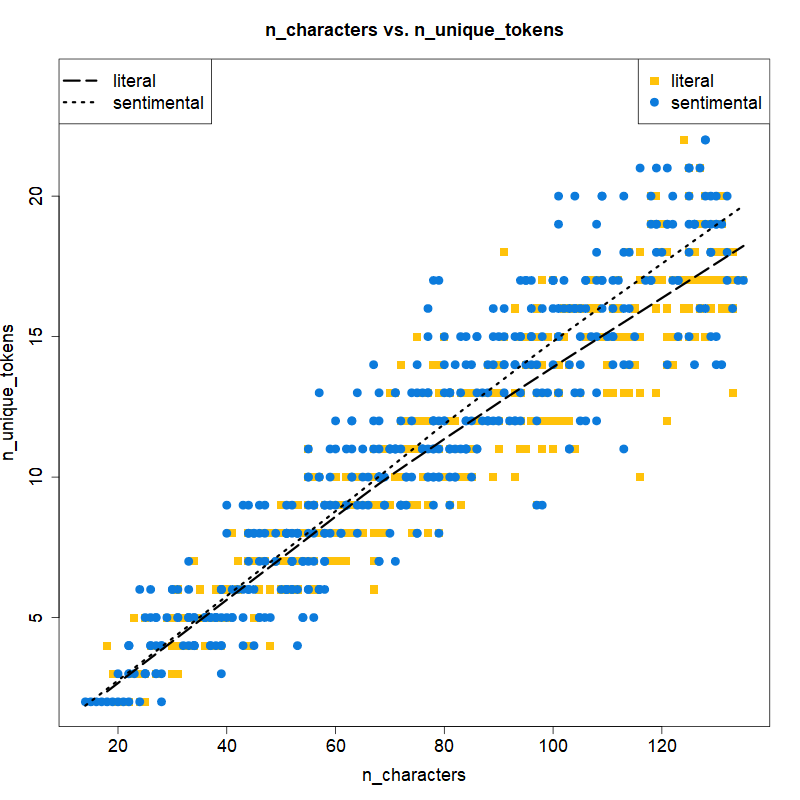 n_characters vs. n_unique_tokens
literal
sentimental
literal
sentimental
n_unique_tokens
20
15
10
5
20
40
60
80
100
120
n_characters